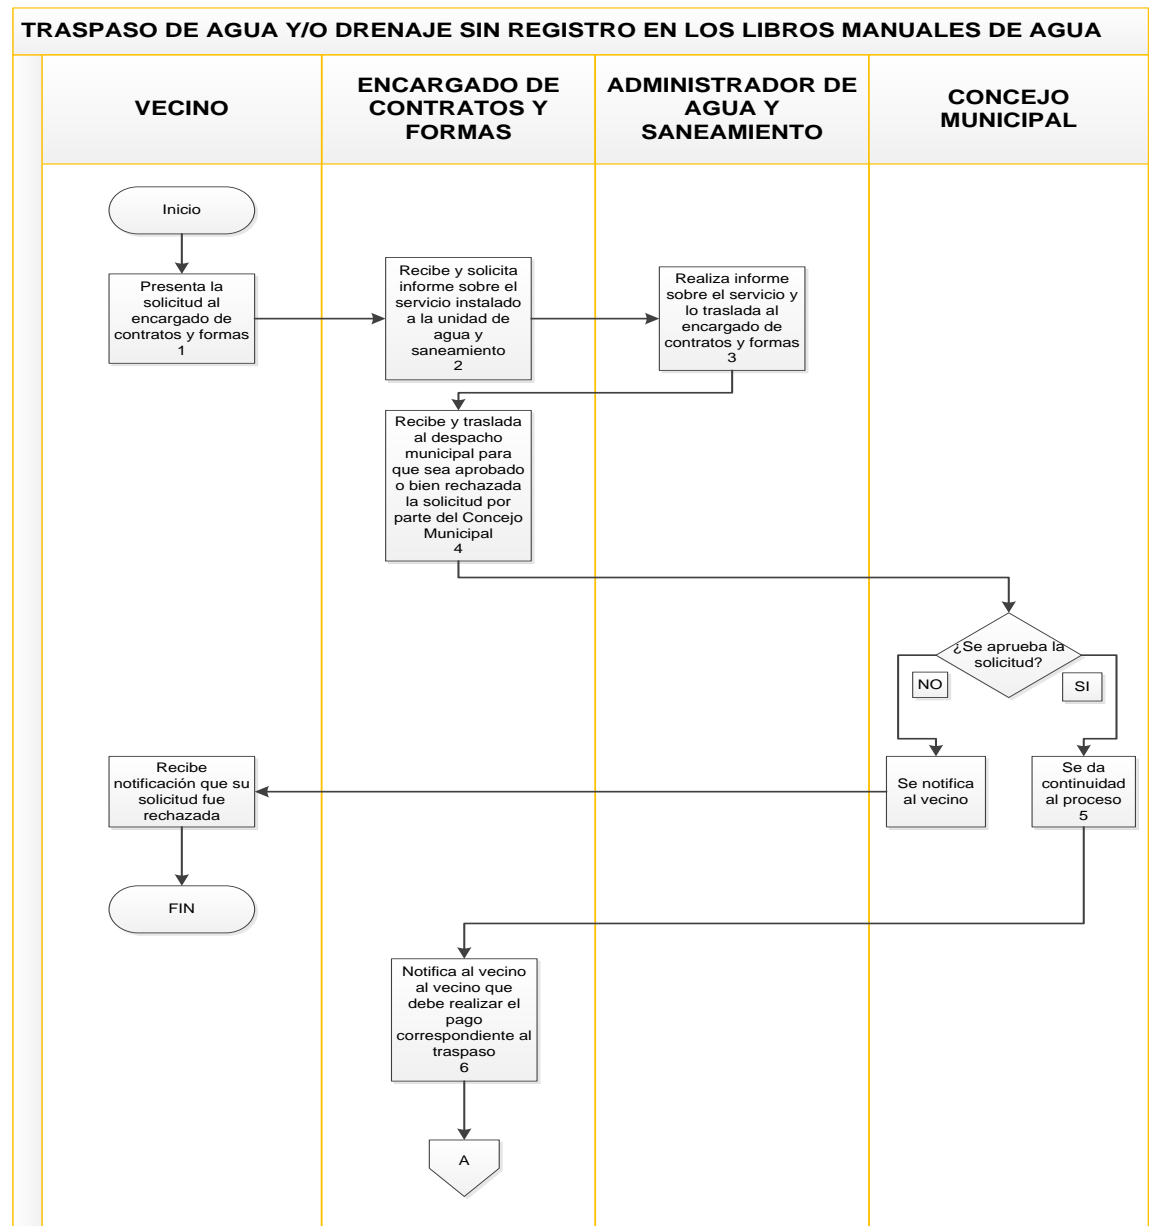 TRASPASO DE AGUA Y/O DRENAJE SIN REGISTRO EN LOS LIBROS MANUALES DE AGUA
VECINO
ENCARGADO DE
CONTRATOS Y
FORMAS
ADMINISTRADOR DE
AGUA Y
SANEAMIENTO
CONCEJO
MUNICIPAL
Inicio
Presenta la
solicitud al
encargado de
contratos y formas
1
Recibe y solicita
informe sobre el
servicio instalado
a la unidad de
agua y
saneamiento
2
Realiza informe
sobre el servicio y
lo traslada al
encargado de
contratos y formas
3
Recibe y traslada
al despacho
municipal para
que sea aprobado
o bien rechazada
la solicitud por
parte del Concejo
Municipal
4
¿Se aprueba la
solicitud?
NO
SI
Recibe
notificación que su
solicitud fue
rechazada
Se notifica
al vecino
Se da
continuidad
al proceso
5
FIN
Notifica al vecino
al vecino que
debe realizar el
pago
correspondiente al
traspaso
6
A